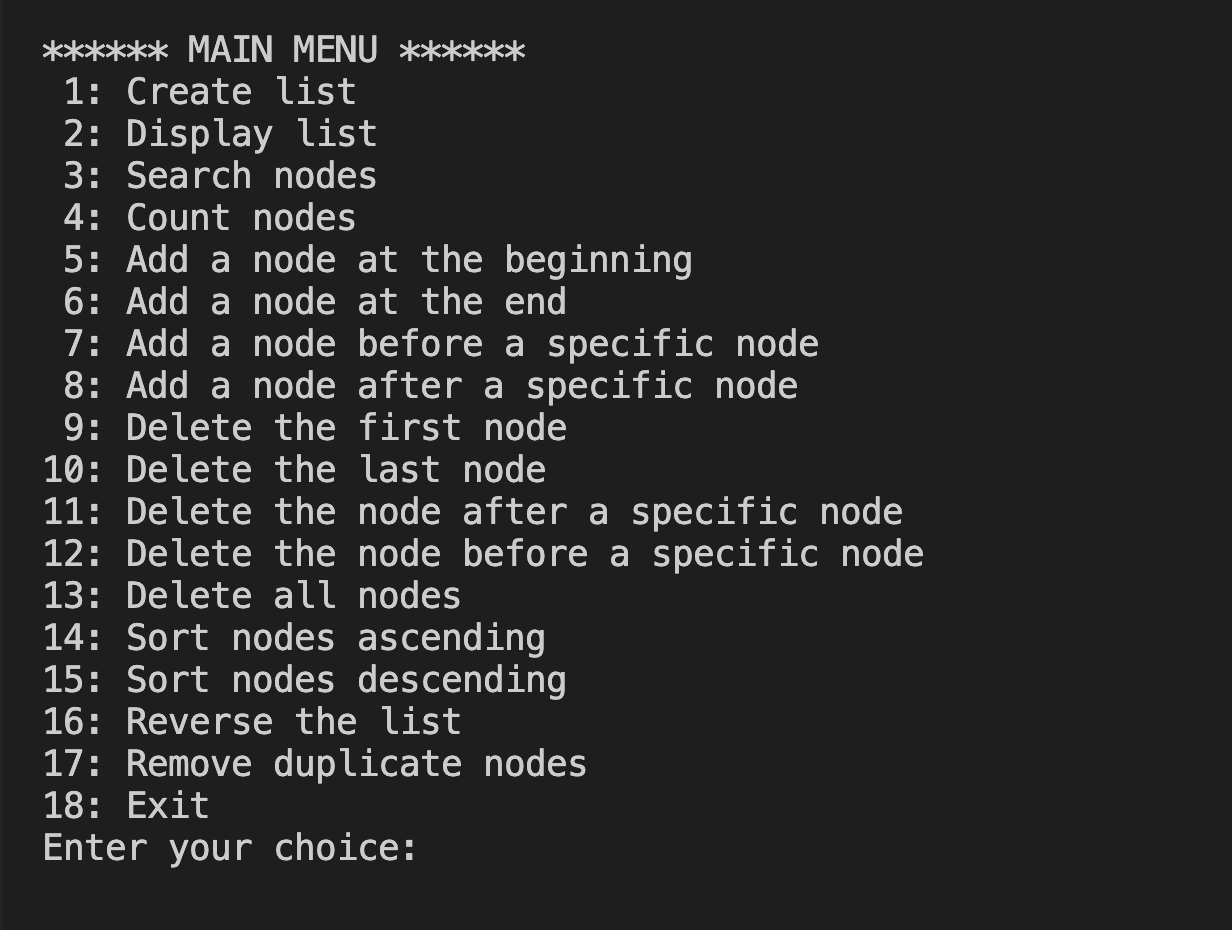 ****** MAIN MENU ******
 1: Create list
 2: Display list
 3: Search nodes
 4: Count nodes
 5: Add a node at the beginning
 6: Add a node at the end
 7: Add a node before a specific node
 8: Add a node after a specific node
 9: Delete the first node
10: Delete the last node
11: Delete the node after a specific node
12: Delete the node before a specific node
13: Delete all nodes
14: Sort nodes ascending
15: Sort nodes descending
16: Reverse the list
17: Remove duplicate nodes
18: Exit
Enter your choice: